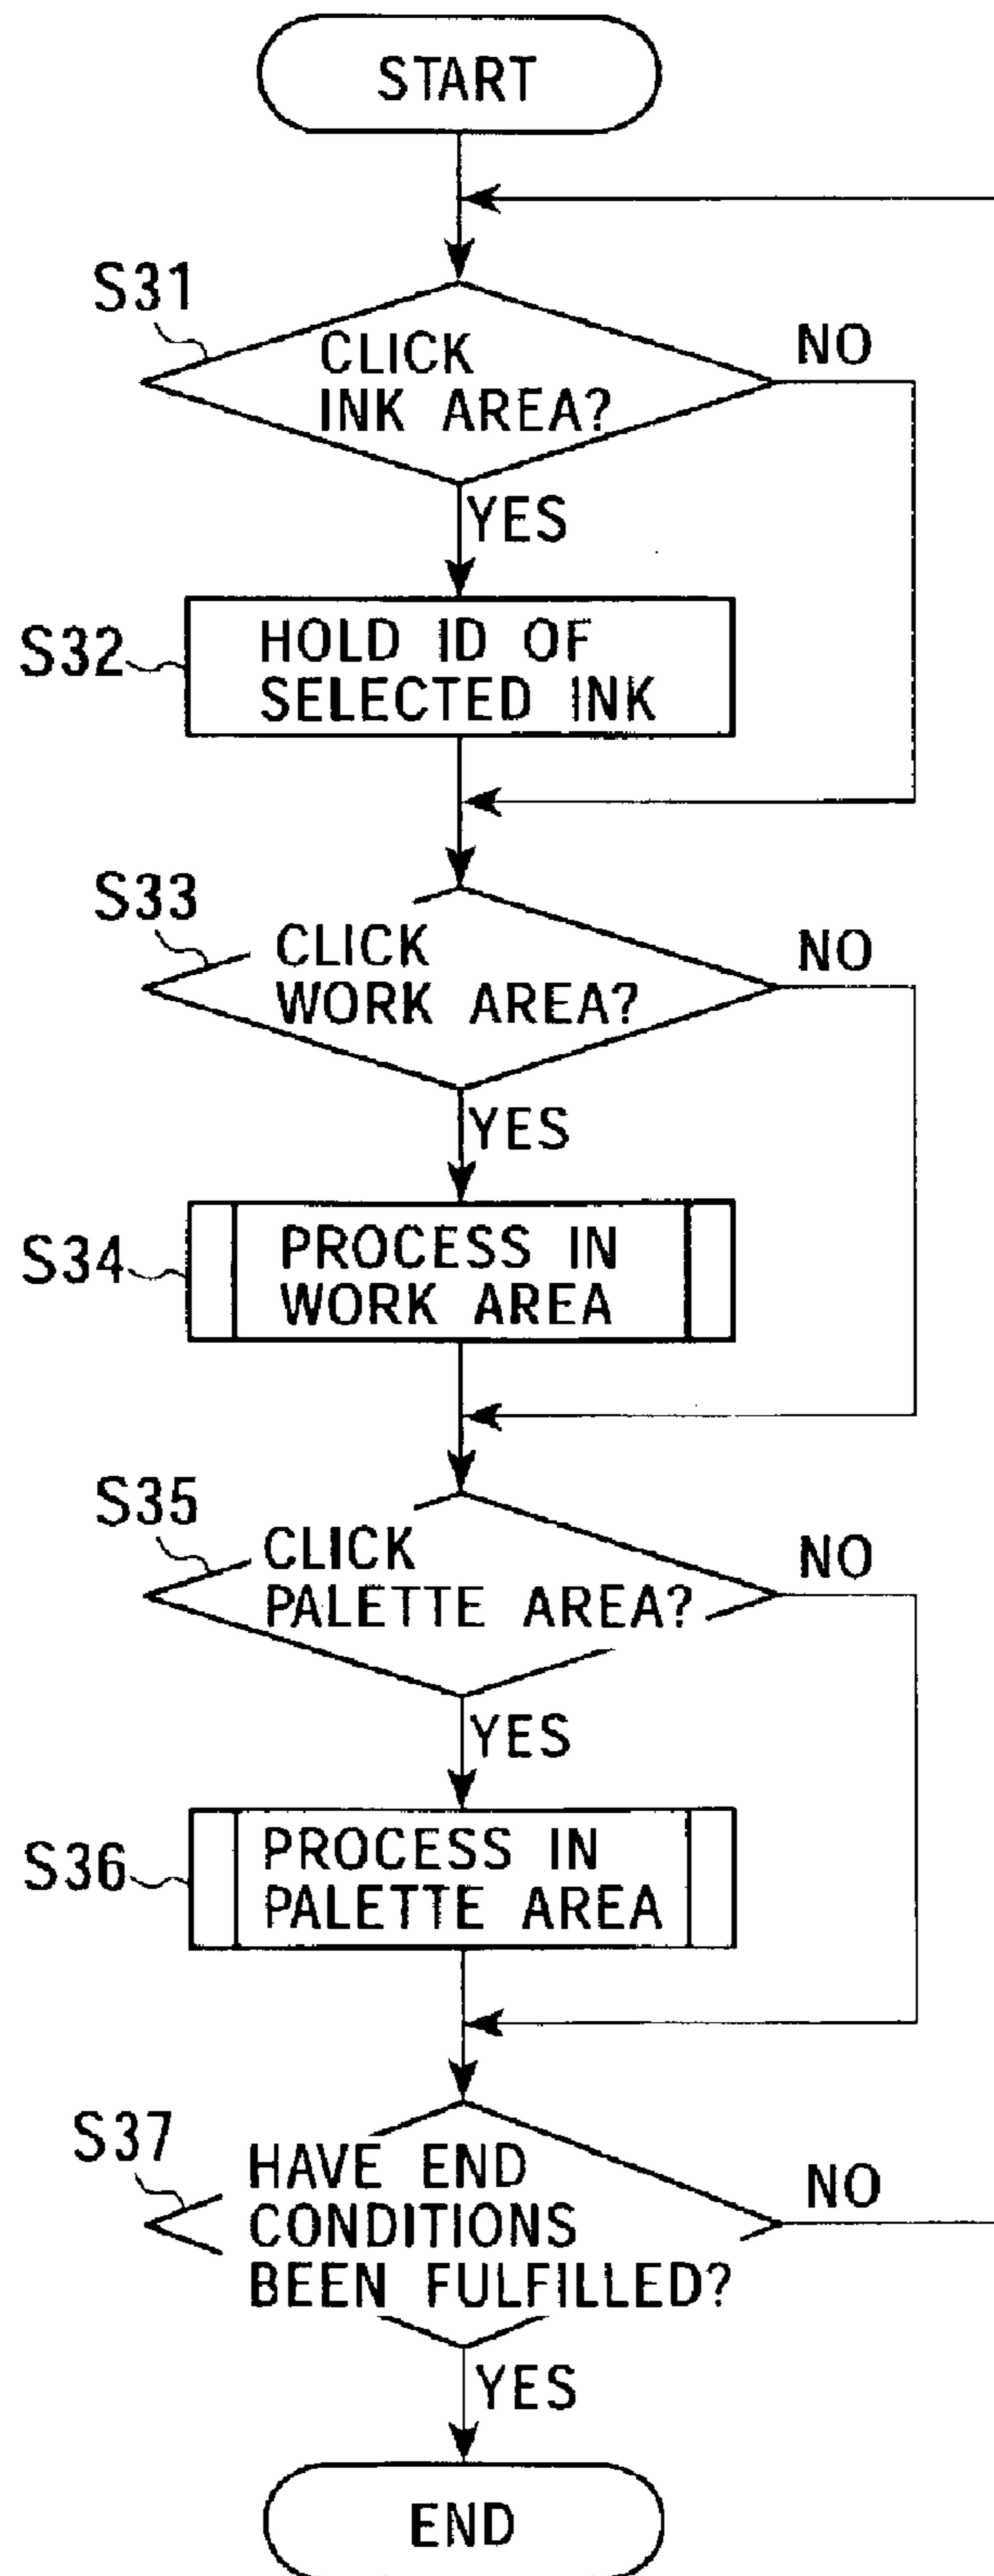 START
S31
CLICK
INK AREA?
NO
YES
S32
HOLD ID OF
SELECTED INK
S33
CLICK
WORK AREA?
NO
YES
S34
PROCESS IN
WORK AREA
S35
CLICK
PALETTE AREA?
NO
YES
S36
PROCESS IN
PALETTE AREA
S37
HAVE END
CONDITIONS
BEEN FULFILLED?
NO
YES
END